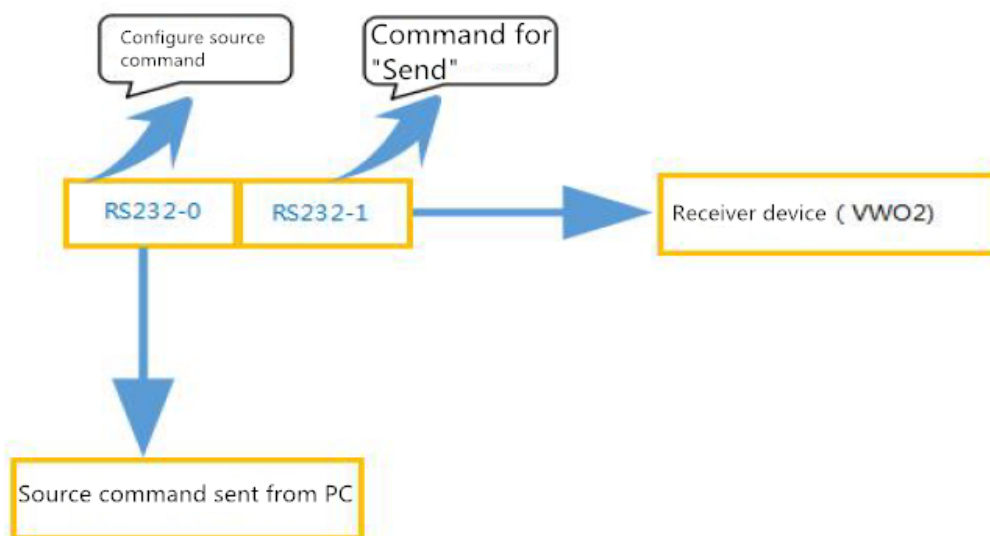 Configure source
command
Command for
"Send"
RS232-0
RS232-1
Receiver device ( VWO2)
Source command sent from PC